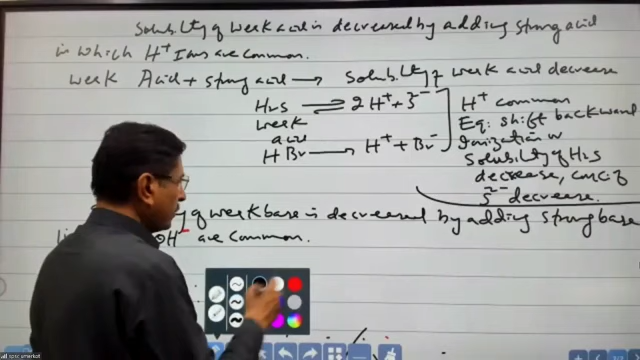 Solubility of weak acid is decreased by adding strong acid
in which H⁺ Ions are common.
weak Acid + strong acid → Solubility of weak acid decrease
H₂S ⇌ 2H⁺ + S⁻⁻
weak
acid
HBr → H⁺ + Br⁻
H⁺ common
Eq: shift backward
Ionization or
Solubility of H₂S
decrease, conc. of
S⁻⁻ decrease.
of weak base is decreased by adding strong base
OH⁻ are common.